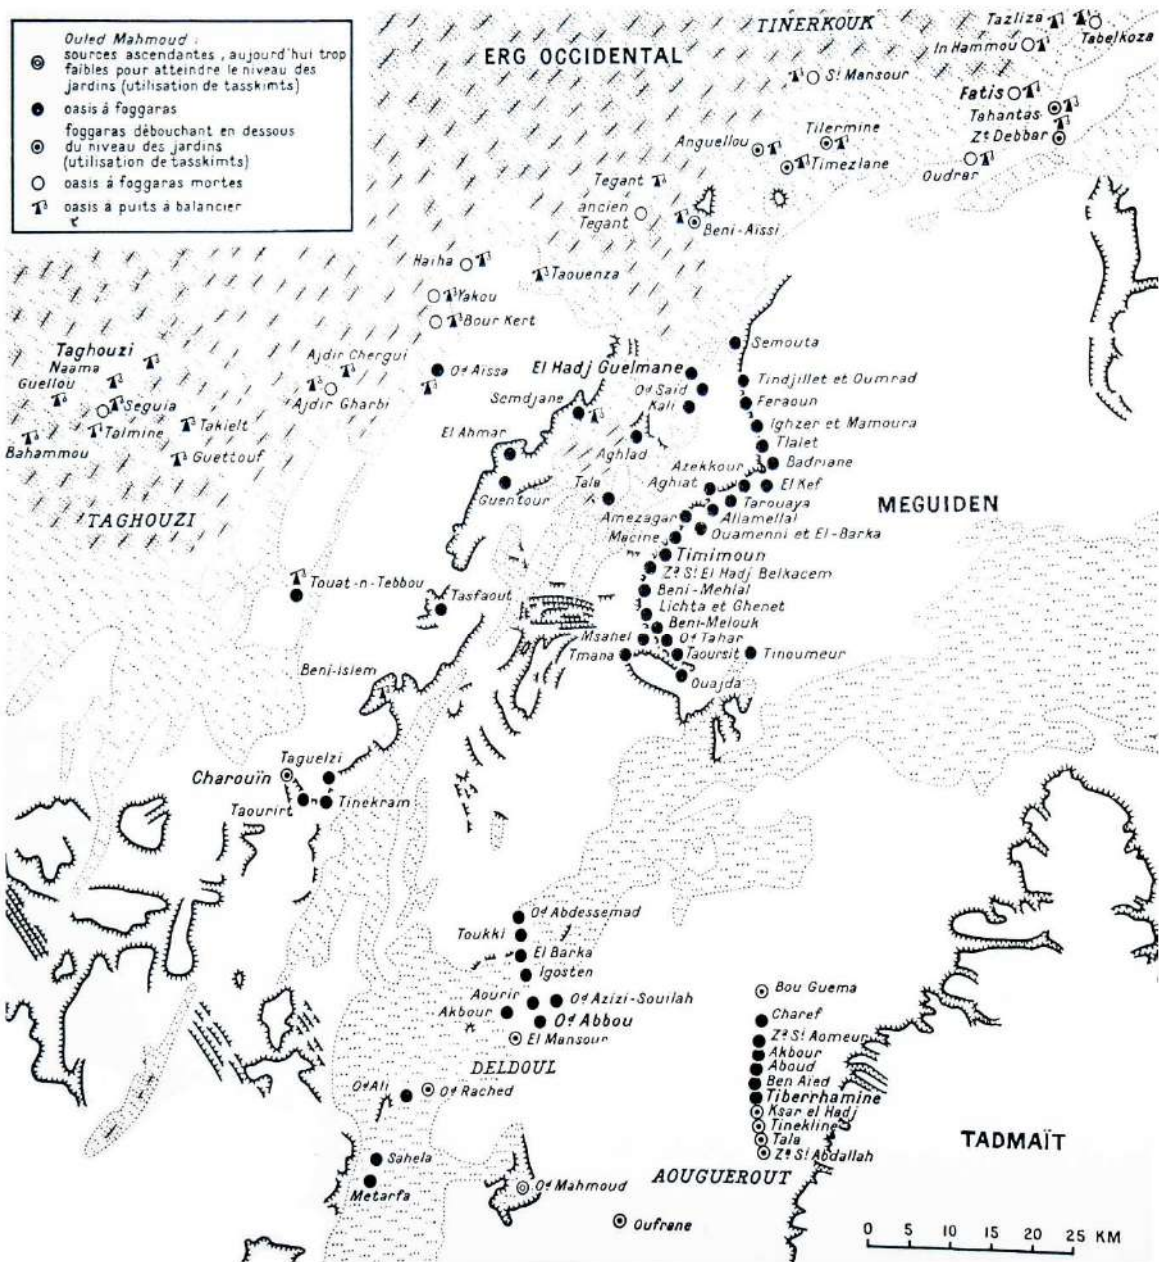 Ouled Mahmoud :
sources ascendantes, aujourd'hui trop
faibles pour atteindre le niveau des
jardins (utilisation de tasskimts)
oasis à foggaras
foggaras débouchant en dessous
du niveau des jardins
(utilisation de tasskimts)
oasis à foggaras mortes
oasis à puits à balancier
TINERKOUK
Tazliza
Tabelkoza
In Hammou
ERG OCCIDENTAL
St Mansour
Fatis
Tahantas
Zt Debbar
Tilermine
Anguellou
Timezlane
Oudrar
Tegant
ancien
Tegant
Beni-Aïssi
Haiha
Taouenza
Yakou
Bour Kert
Semouta
Taghouzi
Naama
Guellou
Ajdir Chergui
Od Aissa
El Hadj Guelmane
Tindjillet et Oumrad
Od Said
Kali
Feraoun
Ajdir Gharbi
Semdjane
Seguia
Takielt
Talmine
Bahammou
Guettouf
Ighzer et Mamoura
Tlalet
El Ahmar
Aghlad
Badriane
Azekkour
Aghiat
El Kef
Guentour
Tala
Tarouaya
MEGUIDEN
TAGHOUZI
Amezagar
Allamellal
Ouamenni et El-Barka
Macine
Timimoun
Za St El Hadj Belkacem
Touat-n-Tebbou
Beni-Mehlal
Tasfaout
Lichta et Ghenet
Beni-Melouk
Msahel
Od Tahar
Tmana
Taoursit
Tinoumeur
Beni-islem
Ouajda
Taguelzi
Charouïn
Taourirt
Tinekram
Od Abdessemad
Toukki
El Barka
Igosten
Bou Guema
Aourir
Od Azizi-Souilah
Akbour
Od Abbou
Charef
El Mansour
Za St Aomeur
Akbour
DELDOUL
Aboud
Ben Aied
Od Ali
Od Rached
Tiberrhamine
Ksar el Hadj
Tinekline
TADMAÏT
Tala
Za St Abdallah
Sahela
AOUGUEROUT
Metarfa
Od Mahmoud
Oufrane
0 5 10 15 20 25 KM